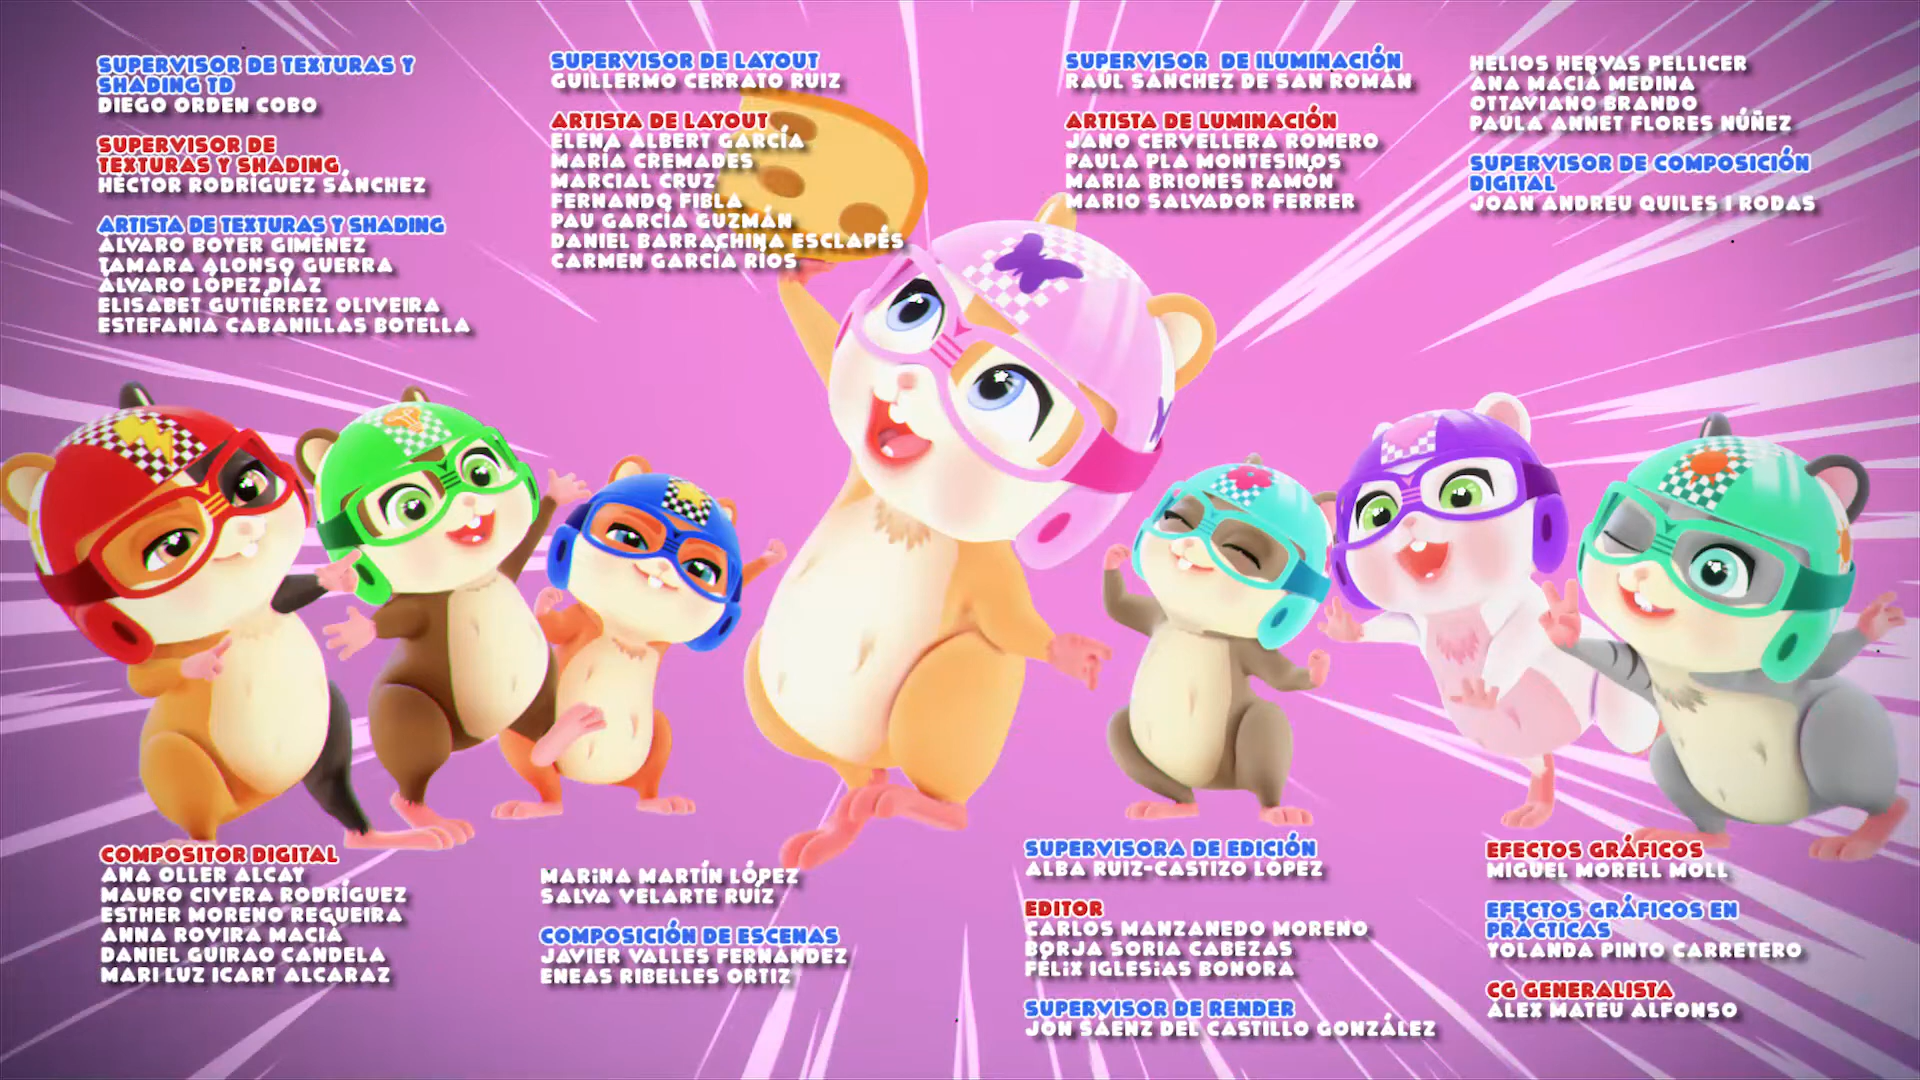 SUPERVISOR DE TEXTURAS Y
SHADING TD
DIEGO ORDEN COBO
SUPERVISOR DE
TEXTURAS Y SHADING
HÉCTOR RODRÍGUEZ SÁNCHEZ
ARTISTA DE TEXTURAS Y SHADING
ÁLVARO BOYER GIMÉNEZ
TAMARA ALONSO GUERRA
ÁLVARO LÓPEZ DÍAZ
ELISABET GUTIÉRREZ OLIVEIRA
ESTEFANIA CABANILLAS BOTELLA
SUPERVISOR DE LAYOUT
GUILLERMO CERRATO RUIZ
ARTISTA DE LAYOUT
ELENA ALBERT GARCÍA
MARÍA CREMADES
MARCIAL CRUZ
FERNANDO FIBLA
PAU GARCÍA GUZMÁN
DANIEL BARRACHINA ESCLAPÉS
CARMEN GARCÍA RÍOS
SUPERVISOR DE ILUMINACIÓN
RAÚL SÁNCHEZ DE SAN ROMÁN
ARTISTA DE LUMINACIÓN
JANO CERVELLERA ROMERO
PAULA PLA MONTESINOS
MARIA BRIONES RAMÓN
MARIO SALVADOR FERRER
HELIOS HERVAS PELLICER
ANA MACIÀ MEDINA
OTTAVIANO BRANDO
PAULA ANNET FLORES NÚÑEZ
SUPERVISOR DE COMPOSICIÓN
DIGITAL
JOAN ANDREU QUILES I RODAS
COMPOSITOR DIGITAL
ANA OLLER ALCAY
MAURO CIVERA RODRÍGUEZ
ESTHER MORENO REGUEIRA
ANNA ROVIRA MACIÀ
DANIEL GUIRAO CANDELA
MARI LUZ ICART ALCARAZ
MARINA MARTÍN LÓPEZ
SALVA VELARTE RUÍZ
COMPOSICIÓN DE ESCENAS
JAVIER VALLES FERNÁNDEZ
ENEAS RIBELLES ORTIZ
SUPERVISORA DE EDICIÓN
ALBA RUIZ-CASTIZO LÓPEZ
EDITOR
CARLOS MANZANEDO MORENO
BORJA SORIA CABEZAS
FÉLIX IGLESIAS BONORA
SUPERVISOR DE RENDER
JON SÁENZ DEL CASTILLO GONZÁLEZ
EFECTOS GRÁFICOS
MIGUEL MORELL MOLL
EFECTOS GRÁFICOS EN
PRÁCTICAS
YOLANDA PINTO CARRETERO
CG GENERALISTA
ALEX MATEU ALFONSO